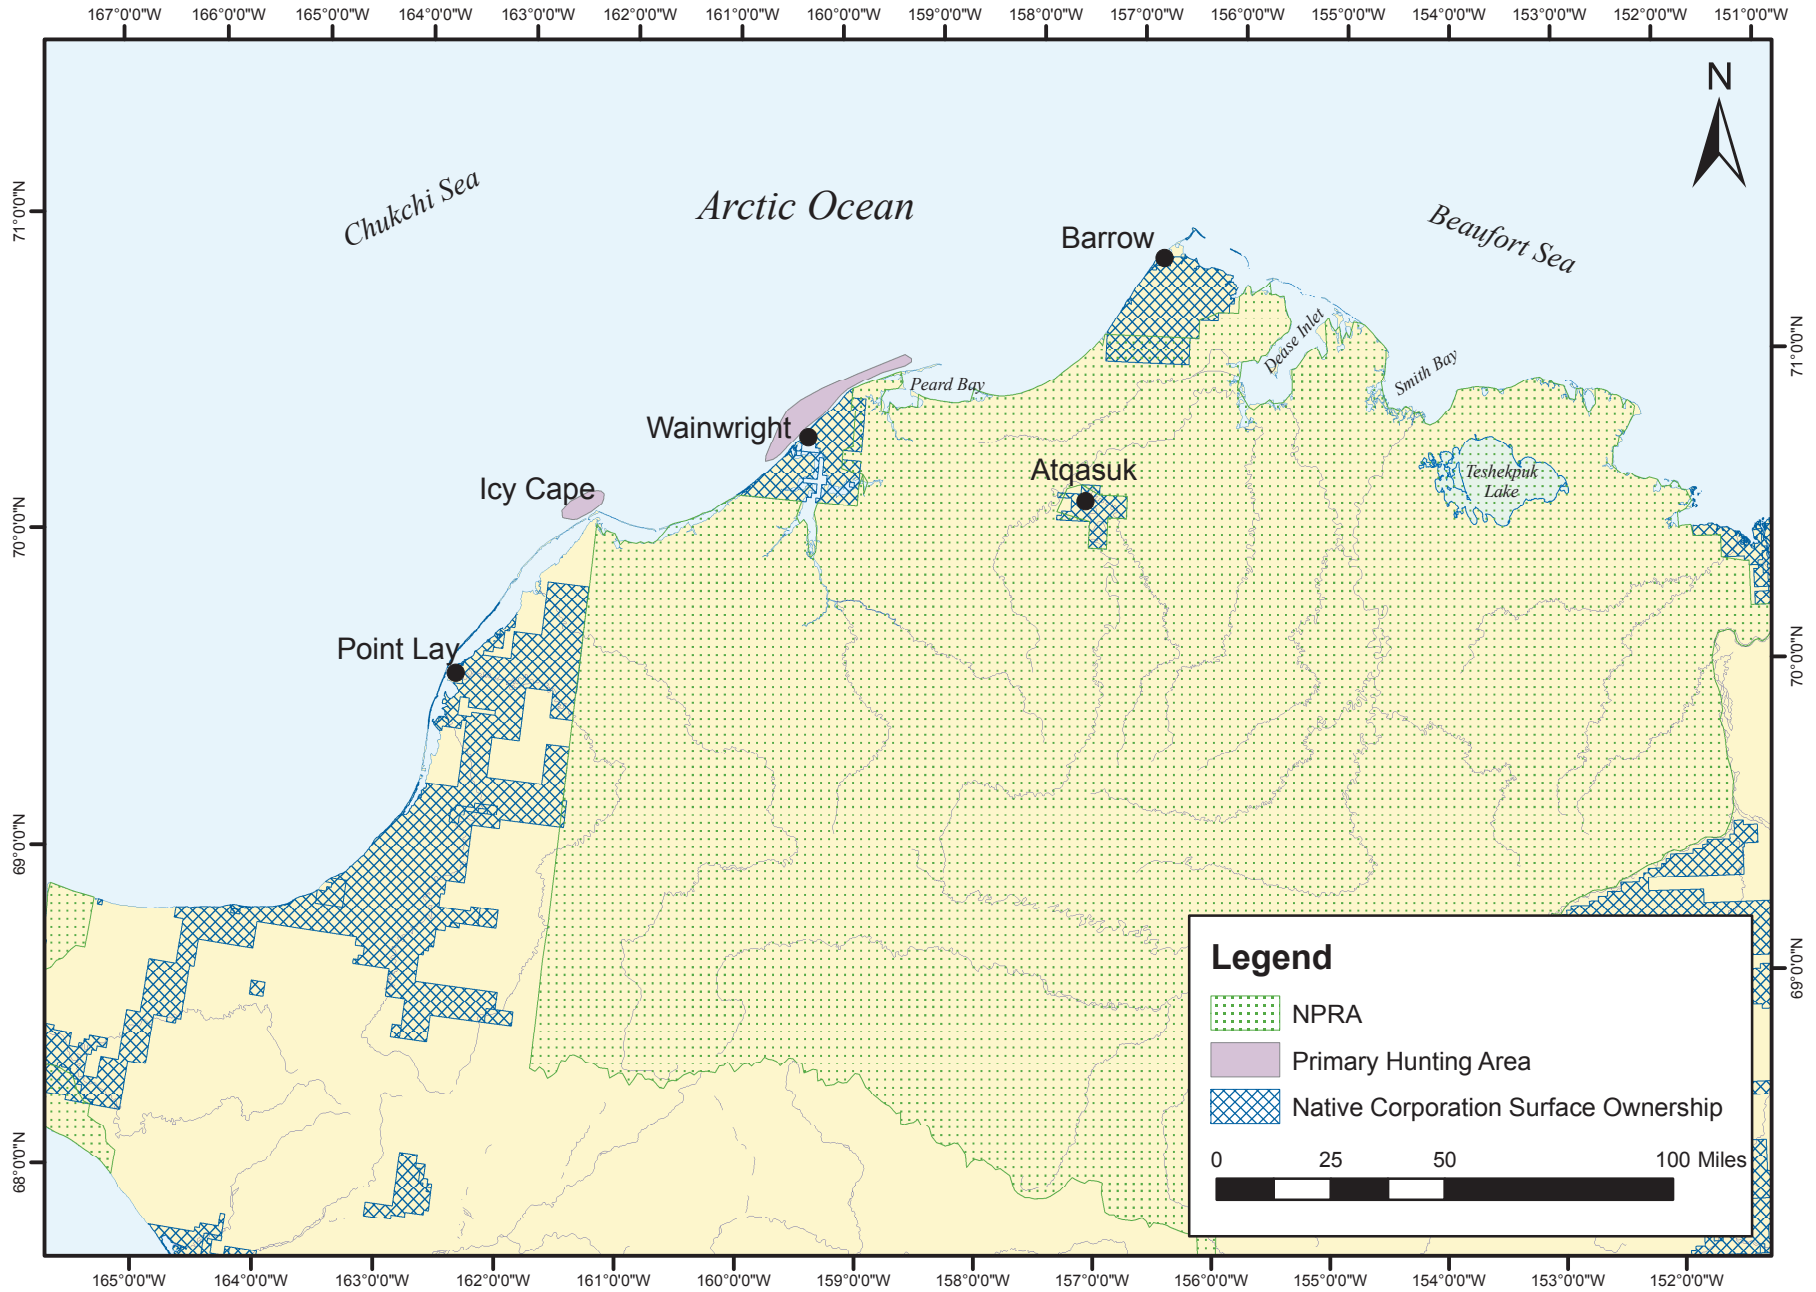 167°0'0"W 166°0'0"W 165°0'0"W 164°0'0"W 163°0'0"W 162°0'0"W 161°0'0"W 160°0'0"W 159°0'0"W 158°0'0"W 157°0'0"W 156°0'0"W 155°0'0"W 154°0'0"W 153°0'0"W 152°0'0"W 151°0'0"W
N
71°0'0"N
Chukchi Sea
Arctic Ocean
Beaufort Sea
Barrow
71°0'0"N
Dease Inlet
Smith Bay
Peard Bay
Wainwright
Atqasuk
Teshekpuk
Lake
Icy Cape
70°0'0"N
Point Lay
70°0'0"N
69°0'0"N
69°0'0"N
68°0'0"N
Legend
NPRA
Primary Hunting Area
Native Corporation Surface Ownership
0 25 50 100 Miles
165°0'0"W 164°0'0"W 163°0'0"W 162°0'0"W 161°0'0"W 160°0'0"W 159°0'0"W 158°0'0"W 157°0'0"W 156°0'0"W 155°0'0"W 154°0'0"W 153°0'0"W 152°0'0"W